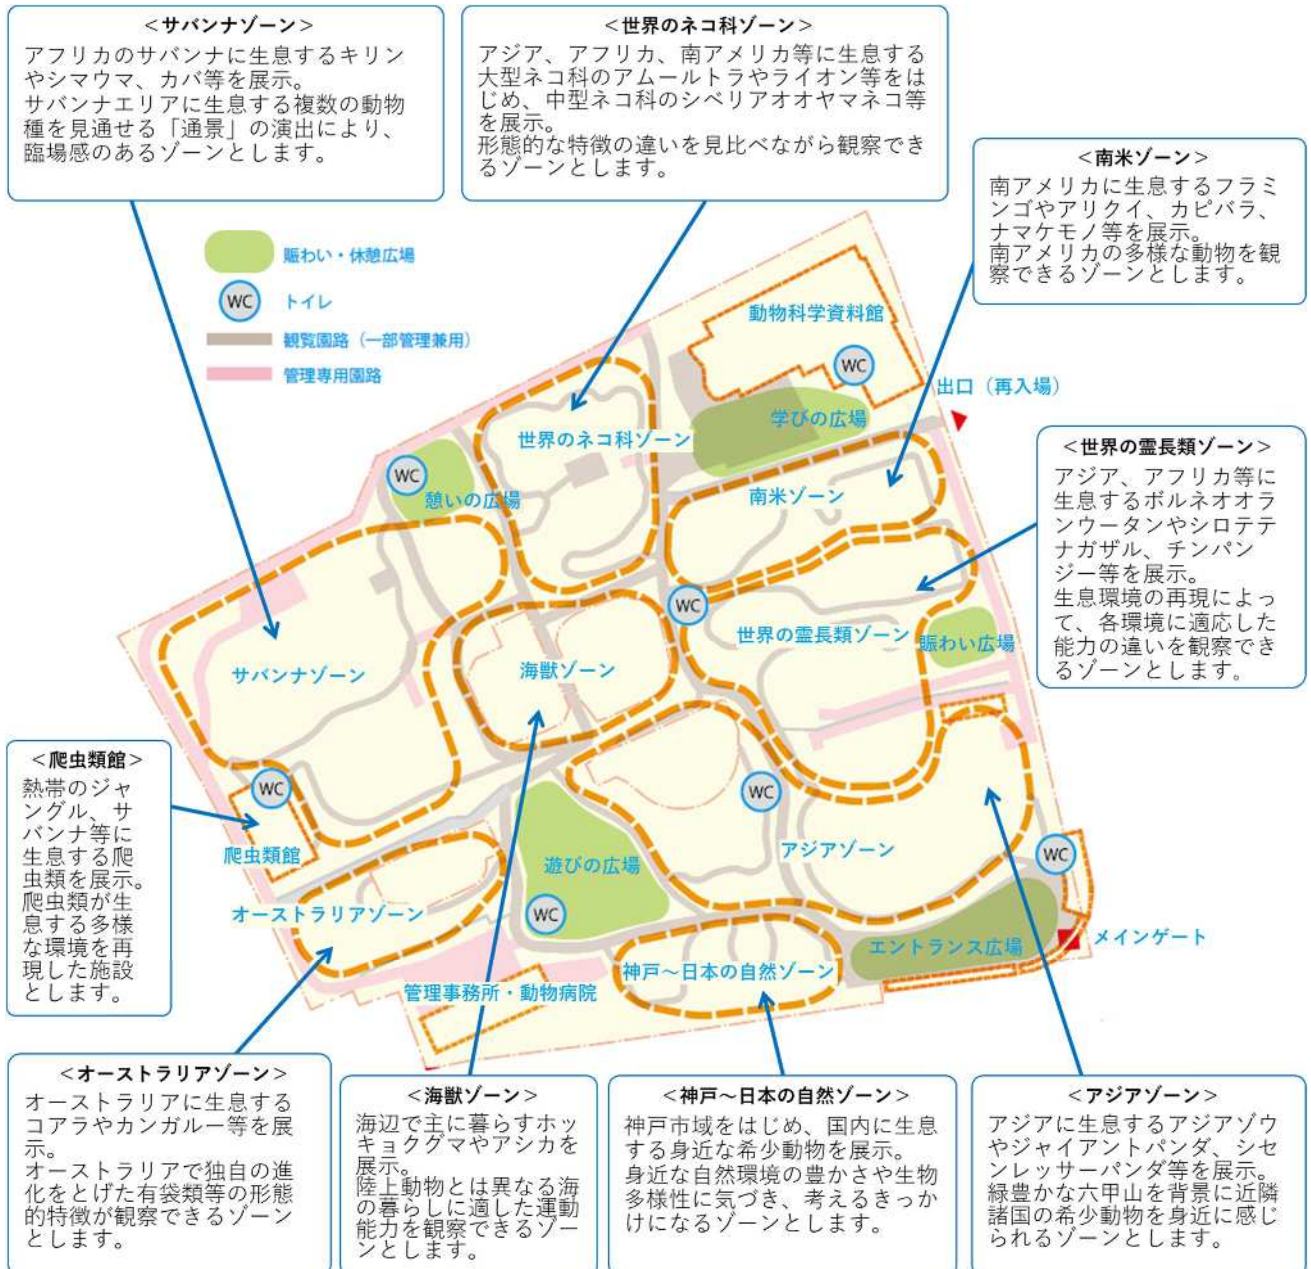 ＜サバンナゾーン＞
アフリカのサバンナに生息するキリン
やシマウマ、カバ等を展示。
サバンナエリアに生息する複数の動物
種を見通せる「通景」の演出により、
臨場感のあるゾーンとします。
＜世界のネコ科ゾーン＞
アジア、アフリカ、南アメリカ等に生息する
大型ネコ科のアムールトラやライオン等をは
じめ、中型ネコ科のシベリアオオヤマネコ等
を展示。
形態的な特徴の違いを見比べながら観察でき
るゾーンとします。
＜南米ゾーン＞
南アメリカに生息するフラミ
ンゴやアリクイ、カピバラ、
ナマケモノ等を展示。
南アメリカの多様な動物を観
察できるゾーンとします。
賑わい・休憩広場
WC
トイレ
観覧園路（一部管理兼用）
管理専用園路
動物科学資料館
WC
出口（再入場）
学びの広場
世界のネコ科ゾーン
WC
憩いの広場
南米ゾーン
＜世界の霊長類ゾーン＞
アジア、アフリカ等に
生息するボルネオオラ
ンウータンやシロテテ
ナガザル、チンパン
ジー等を展示。
生息環境の再現によっ
て、各環境に適応した
能力の違いを観察でき
るゾーンとします。
WC
世界の霊長類ゾーン
賑わい広場
サバンナゾーン
海獣ゾーン
＜爬虫類館＞
熱帯のジャ
ングル、サ
バンナ等に
生息する爬
虫類を展示。
爬虫類が生
息する多様
な環境を再
現した施設
とします。
WC
爬虫類館
WC
アジアゾーン
WC
遊びの広場
WC
オーストラリアゾーン
エントランス広場
メインゲート
神戸～日本の自然ゾーン
管理事務所・動物病院
＜オーストラリアゾーン＞
オーストラリアに生息する
コアラやカンガルー等を展
示。
オーストラリアで独自の進
化をとげた有袋類等の形態
的特徴が観察できるゾーン
とします。
＜海獣ゾーン＞
海辺で主に暮らすホッ
キョクグマやアシカを
展示。
陸上動物とは異なる海
の暮らしに適した運動
能力を観察できるゾー
ンとします。
＜神戸～日本の自然ゾーン＞
神戸市域をはじめ、国内に生息
する身近な希少動物を展示。
身近な自然環境の豊かさや生物
多様性に気づき、考えるきっか
けになるゾーンとします。
＜アジアゾーン＞
アジアに生息するアジアゾウ
やジャイアントパンダ、シセ
ンレッサーパンダ等を展示。
緑豊かな六甲山を背景に近隣
諸国の希少動物を身近に感じ
られるゾーンとします。